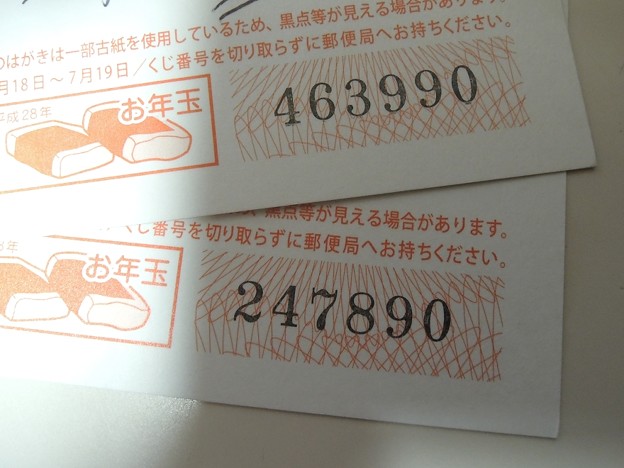 のはがきは一部古紙を使用しているため、黒点等が見える場合があります。
月18日～7月19日／くじ番号を切り取らずに郵便局へお持ちください。
平成28年
お年玉
463990
、黒点等が見える場合があります。
くじ番号を切り取らずに郵便局へお持ちください。
年
お年玉
247890